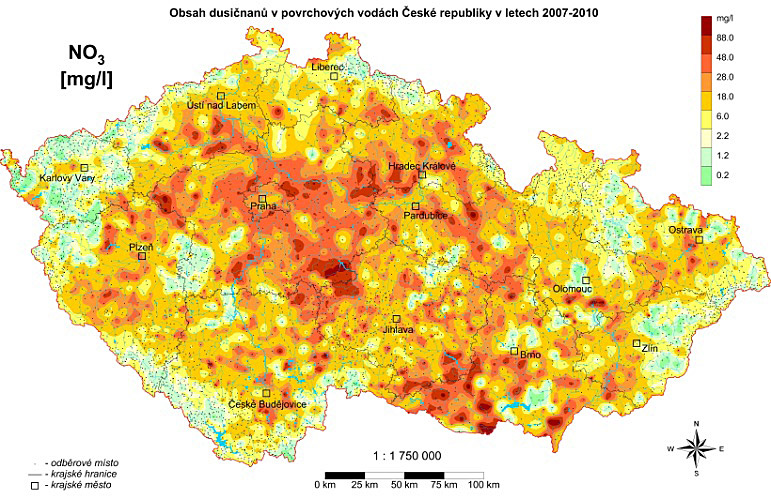 Obsah dusičnanů v povrchových vodách České republiky v letech 2007-2010
NO3
[mg/l]
mg/l
88.0
48.0
28.0
18.0
6.0
2.2
1.2
0.2
Liberec
Ústí nad Labem
Karlovy Vary
Hradec Králové
Praha
Pardubice
Ostrava
Plzeň
Olomouc
Jihlava
Brno
Zlín
České Budějovice
- odběrové místo
- krajské hranice
- krajské město
1 : 1 750 000
0 km 25 km 50 km 75 km 100 km
N
W E
S